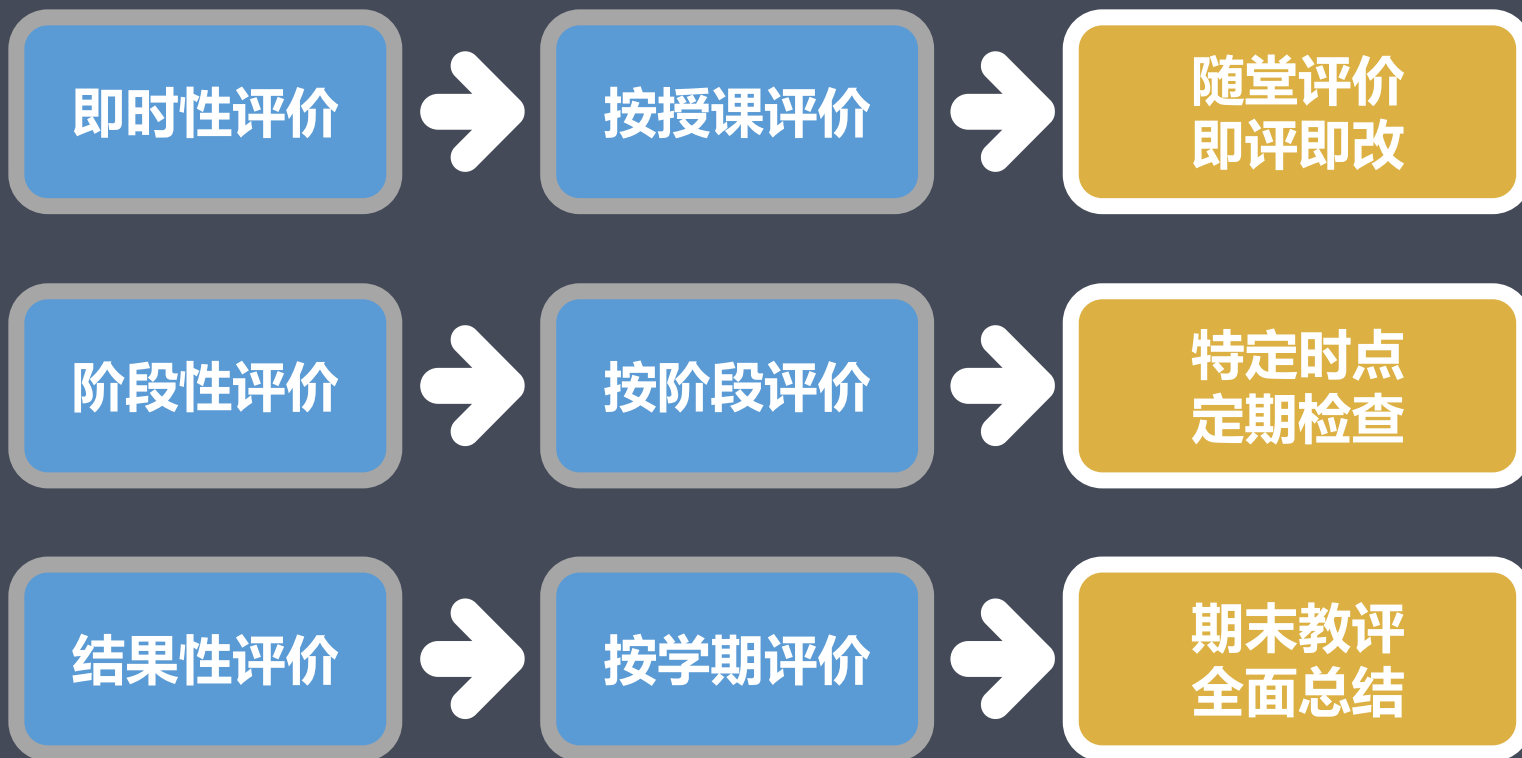 即时性评价
按授课评价
随堂评价
即评即改
阶段性评价
按阶段评价
特定时点
定期检查
结果性评价
按学期评价
期末教评
全面总结